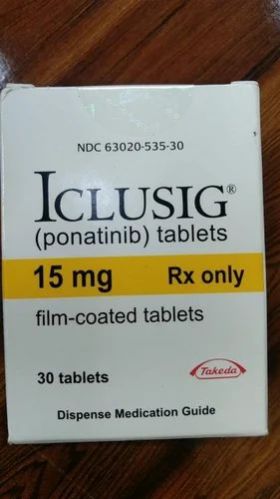 NDC 63020-535-30
ICLUSIG®
(ponatinib) tablets
15 mg Rx only
film-coated tablets
30 tablets
Takeda
Dispense Medication Guide